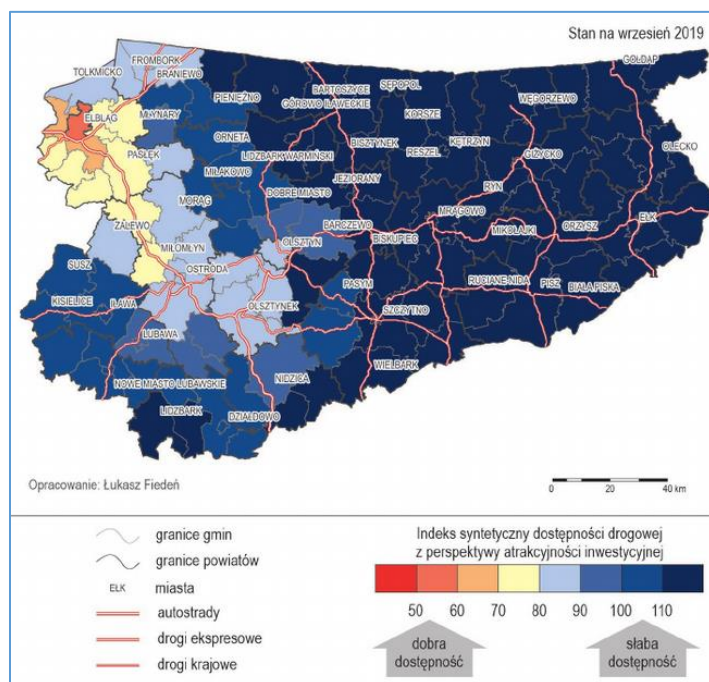 Stan na wrzesień 2019
GOŁDAP
FROMBORK
TOLKMICKO
BRANIEWO
SĘPOPOL
BARTOSZYCE
WĘGORZEWO
PIENIĘŻNO
GÓROWO IŁAWECKIE
KORSZE
ELBLĄG
MŁYNARY
ORNETA
BISZTYNEK
KĘTRZYN
OLECKO
PASŁĘK
LIDZBARK WARMIŃSKI
RESZEL
GIŻYCKO
MIŁAKOWO
JEZIORANY
RYN
DOBRE MIASTO
MORĄG
MRĄGOWO
EŁK
ZALEWO
BARCZEWO
MIKOŁAJKI
ORZYSZ
MIŁOMŁYN
OLSZTYN
BISKUPIEC
SUSZ
OSTRÓDA
PASYM
RUCIANE-NIDA
PISZ
BIAŁA PISKA
KISIELICE
IŁAWA
OLSZTYNEK
SZCZYTNO
LUBAWA
WIELBARK
NIDZICA
NOWE MIASTO LUBAWSKIE
LIDZBARK
DZIAŁDOWO
Opracowanie: Łukasz Fiedeń
0 20 40 km
granice gmin
granice powiatów
EŁK miasta
autostrady
drogi ekspresowe
drogi krajowe
Indeks syntetyczny dostępności drogowej
z perspektywy atrakcyjności inwestycyjnej
50 60 70 80 90 100 110
dobra
dostępność
słaba
dostępność